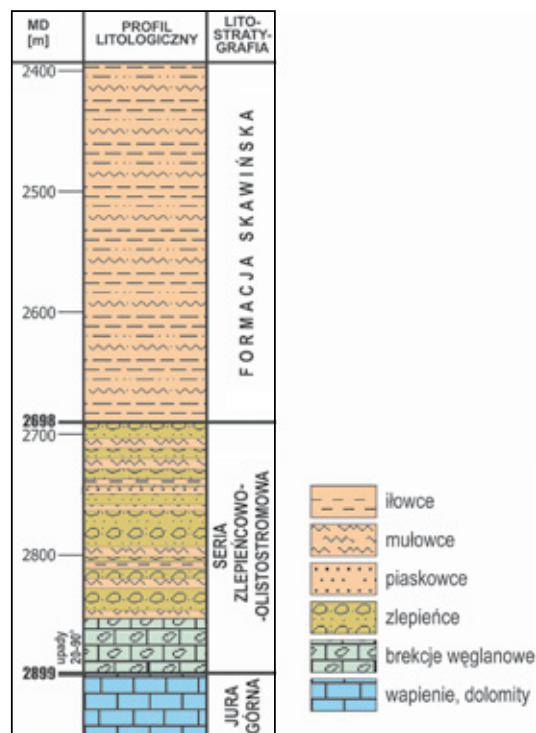 MD
[m]
PROFIL
LITOLOGICZNY
LITO-
STRATY-
GRAFIA
2400
2500
2600
2700
2800
2899
upady
20-90°
FORMACJA SKAWIŃSKA
SERIA
ZLEPIEŃCOWO-
-OLISTOSTROMOWA
JURA
GÓRNA
iłowce
mułowce
piaskowce
zlepieńce
brekcje węglanowe
wapienie, dolomity